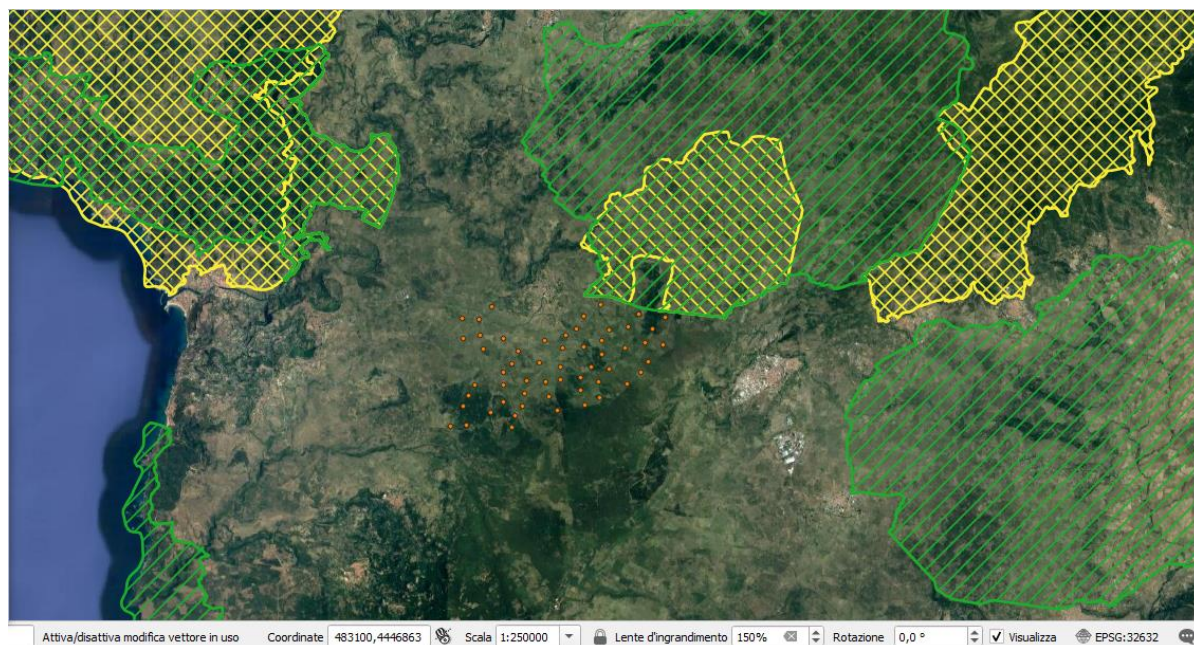 Attiva/disattiva modifica vettore in uso Coordinate 483100,4446863 Scala 1:250000 Lente d'ingrandimento 150% Rotazione 0,0 ° Visualizza EPSG:32632